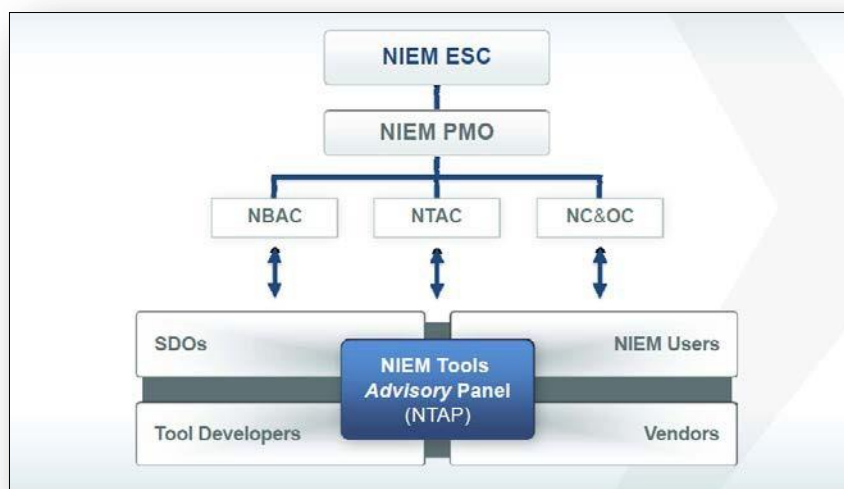 NIEM ESC
NIEM PMO
NBAC
NTAC
NC&OC
SDOs
NIEM Users
NIEM Tools
Advisory Panel
(NTAP)
Tool Developers
Vendors